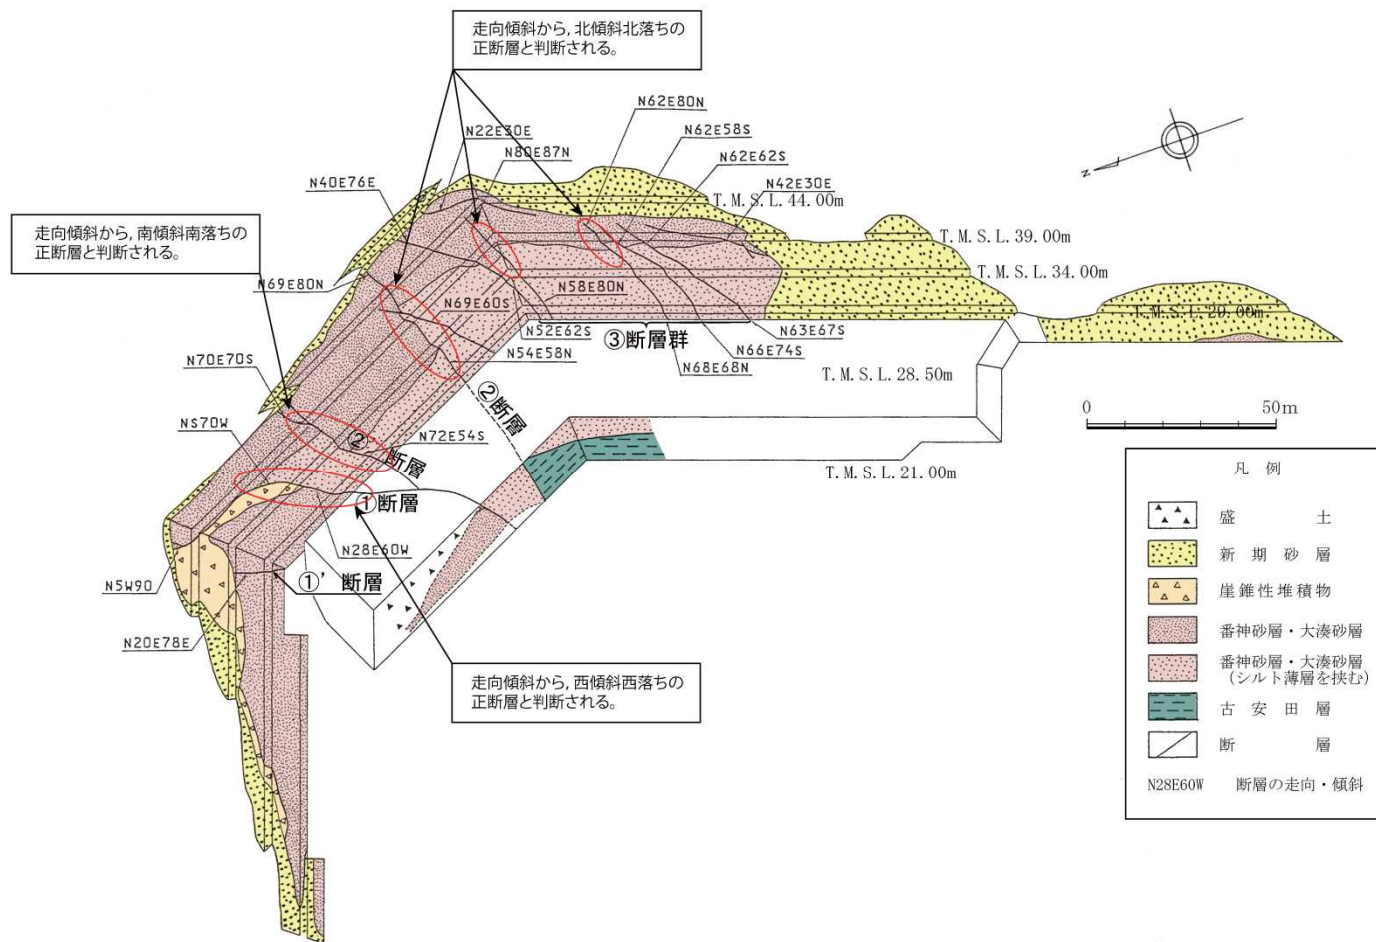 走向傾斜から,北傾斜北落ちの
正断層と判断される。
N62E80N
N22E30E
N62E58S
N80E87N
N62E62S
N40E76E
N42E30E
T.M.S.L.44.00m
走向傾斜から,南傾斜南落ちの
正断層と判断される。
T.M.S.L.39.00m
T.M.S.L.34.00m
N69E80N
N58E80N
N69E60S
T.M.S.L.20.00m
N52E62S
③断層群
N63E67S
N70E70S
N54E58N
N66E74S
N68E68N
T.M.S.L.28.50m
②断層
NS70W
②'断層
N72E54S
T.M.S.L.21.00m
①断層
N28E60W
N5W90
①'断層
N20E78E
走向傾斜から,西傾斜西落ちの
正断層と判断される。
N
0 50m
凡例
盛土
新期砂層
崖錐性堆積物
番神砂層・大湊砂層
番神砂層・大湊砂層
(シルト薄層を挟む)
古安田層
断層
N28E60W 断層の走向・傾斜